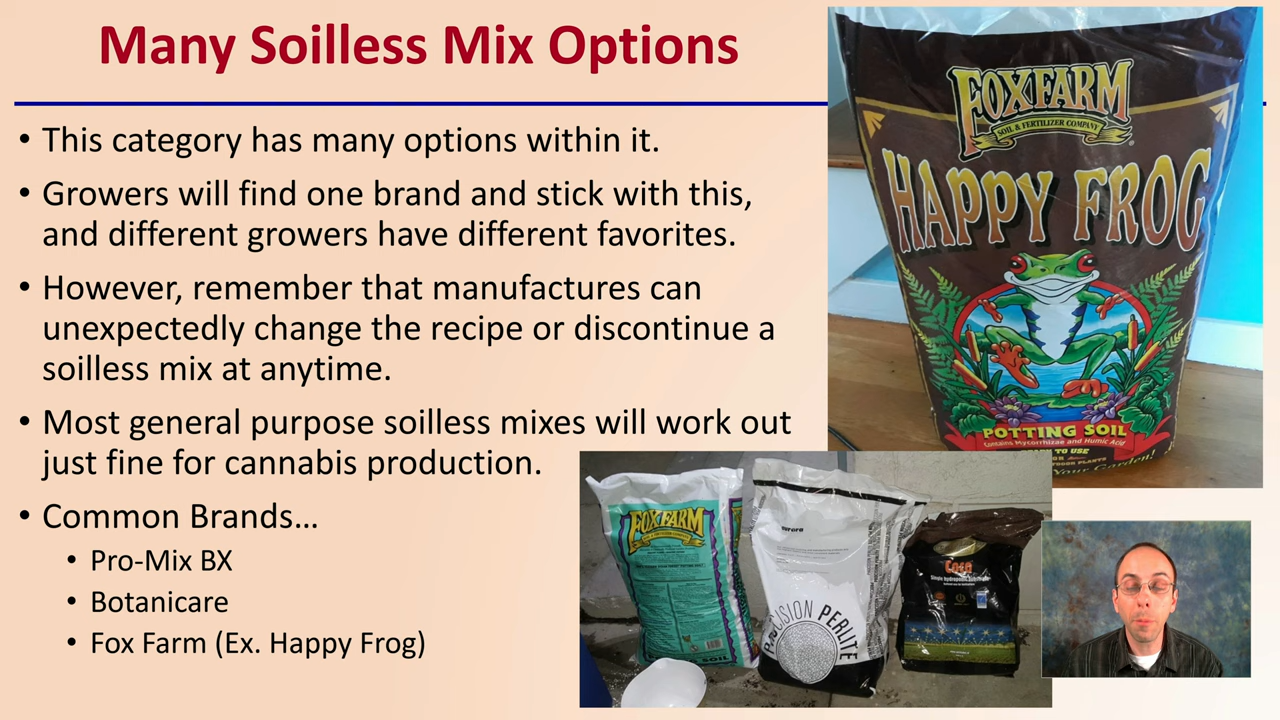 Many Soilless Mix Options
• This category has many options within it.
• Growers will find one brand and stick with this,
and different growers have different favorites.
• However, remember that manufactures can
unexpectedly change the recipe or discontinue a
soilless mix at anytime.
• Most general purpose soilless mixes will work out
just fine for cannabis production.
• Common Brands…
• Pro-Mix BX
• Botanicare
• Fox Farm (Ex. Happy Frog)
FOXFARM
SOIL & FERTILIZER COMPANY
HAPPY FROG
POTTING SOIL
Contains Mycorrhizae and Humic Acid
TO USE
Your Garden!
FOXFARM
SOIL
PRECISION PERLITE
Coco